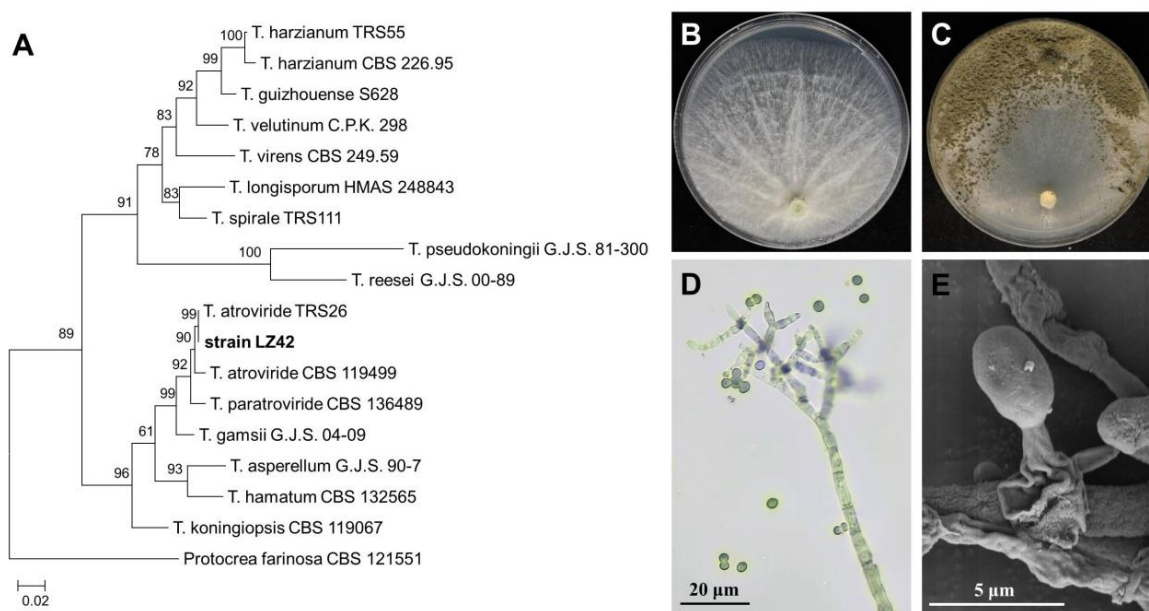 A
T. harzianum TRS55
100
T. harzianum CBS 226.95
99
T. guizhouense S628
92
T. velutinum C.P.K. 298
83
T. virens CBS 249.59
78
T. longisporum HMAS 248843
83
T. spirale TRS111
91
T. pseudokoningii G.J.S. 81-300
100
T. reesei G.J.S. 00-89
T. atroviride TRS26
99
strain LZ42
90
T. atroviride CBS 119499
92
T. paratroviride CBS 136489
99
T. gamsii G.J.S. 04-09
61
T. asperellum G.J.S. 90-7
93
T. hamatum CBS 132565
96
T. koningiopsis CBS 119067
89
Protocrea farinosa CBS 121551
0.02
B
C
D
20 µm
E
5 µm